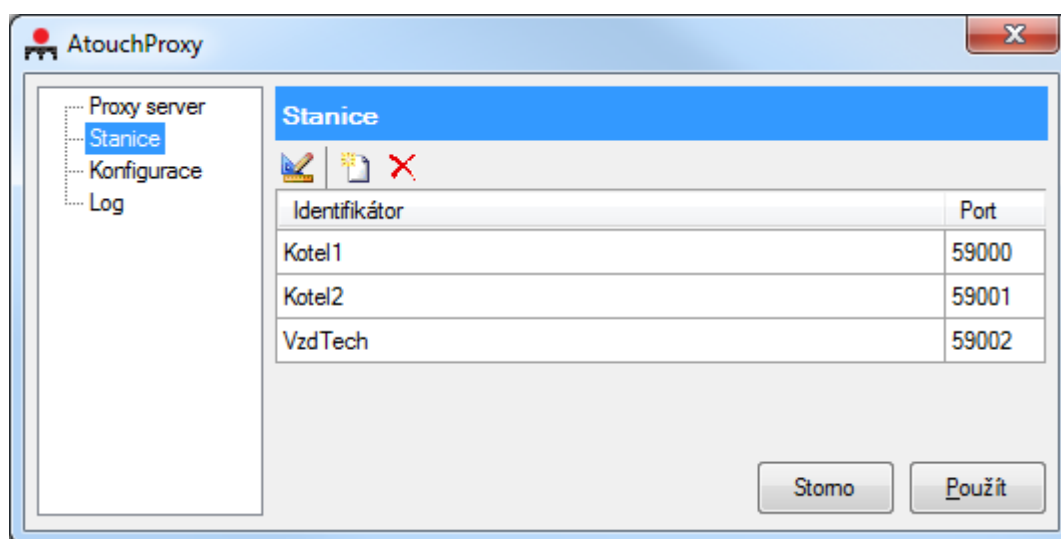 AtouchProxy
Proxy server
Stanice
Konfigurace
Log
Stanice
Identifikátor Port
Kotel1 59000
Kotel2 59001
VzdTech 59002
Storno Použít